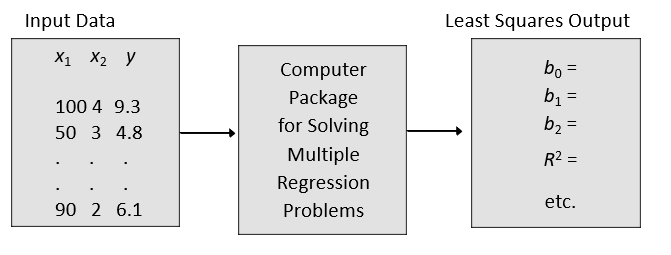 Input Data
x₁ x₂ y
100 4 9.3
50 3 4.8
. . .
. . .
90 2 6.1
Computer
Package
for Solving
Multiple
Regression
Problems
Least Squares Output
b₀ =
b₁ =
b₂ =
R² =
etc.